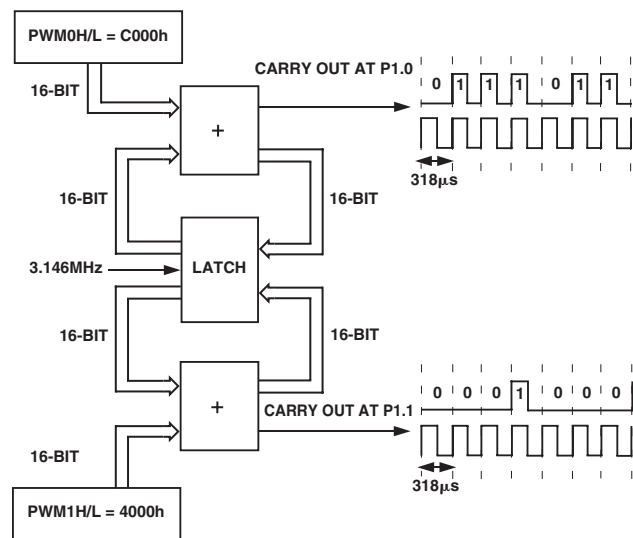 PWM0H/L = C000h
16-BIT
CARRY OUT AT P1.0
0 1 1 1 0 1 1
+
318µs
16-BIT
16-BIT
3.146MHz
LATCH
16-BIT
16-BIT
+
0 0 0 1 0 0 0
CARRY OUT AT P1.1
16-BIT
318µs
PWM1H/L = 4000h